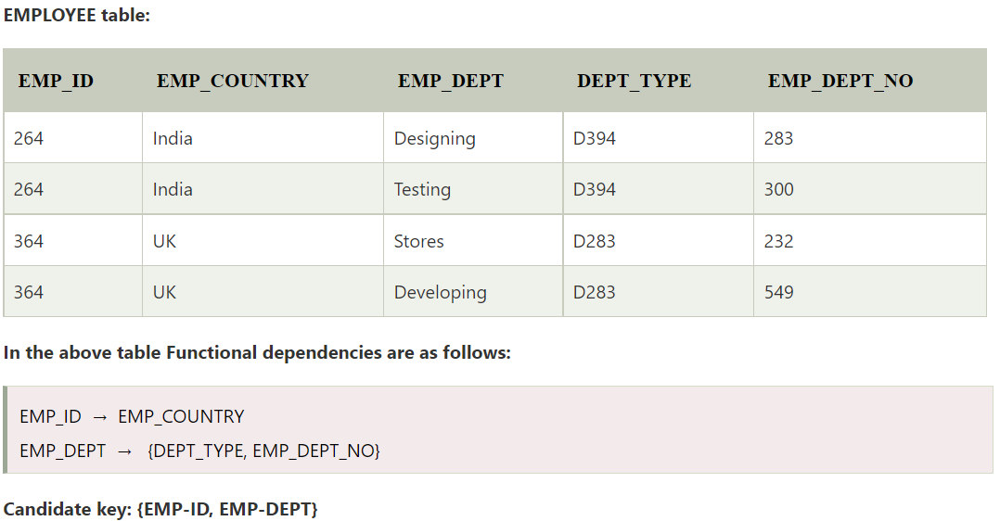 EMPLOYEE table:
EMP_ID EMP_COUNTRY EMP_DEPT DEPT_TYPE EMP_DEPT_NO
264 India Designing D394 283
264 India Testing D394 300
364 UK Stores D283 232
364 UK Developing D283 549
In the above table Functional dependencies are as follows:
EMP_ID → EMP_COUNTRY
EMP_DEPT → {DEPT_TYPE, EMP_DEPT_NO}
Candidate key: {EMP-ID, EMP-DEPT}